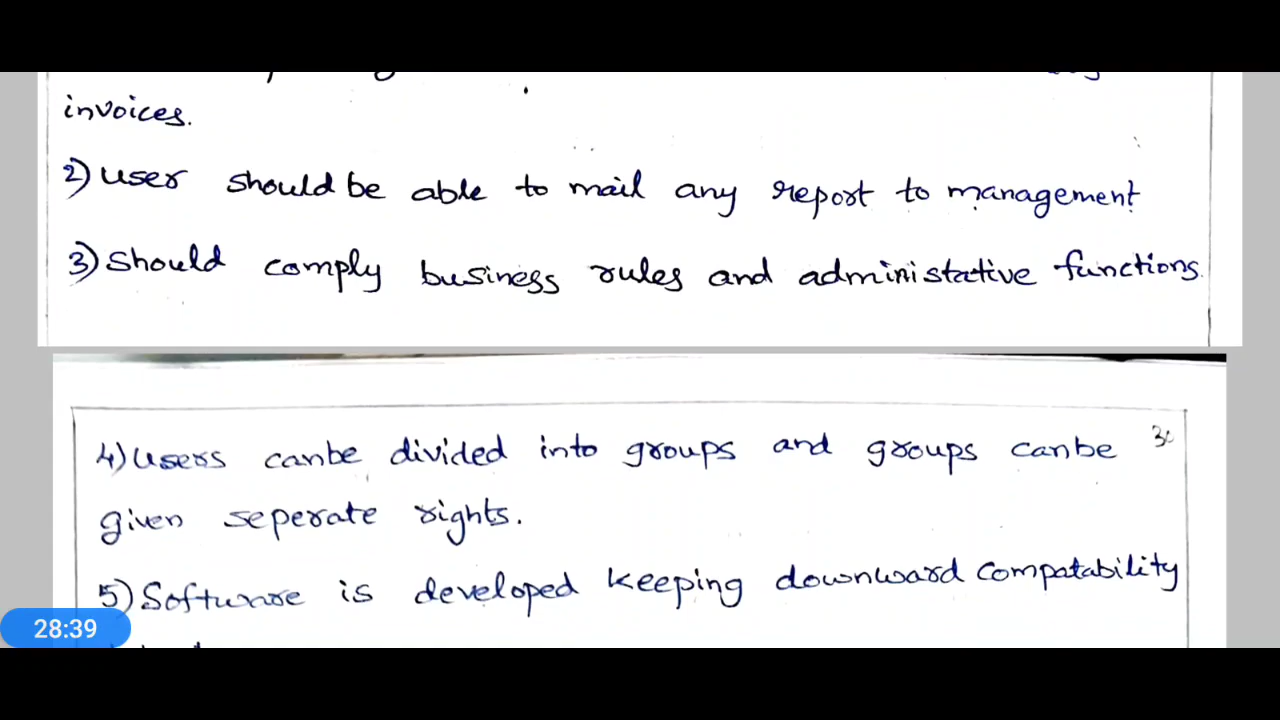 invoices.
2) user should be able to mail any report to management
3) Should comply business rules and administative functions.
4) Users canbe divided into groups and groups canbe
given seperate rights.
5) Software is developed keeping downward compatability
28:39